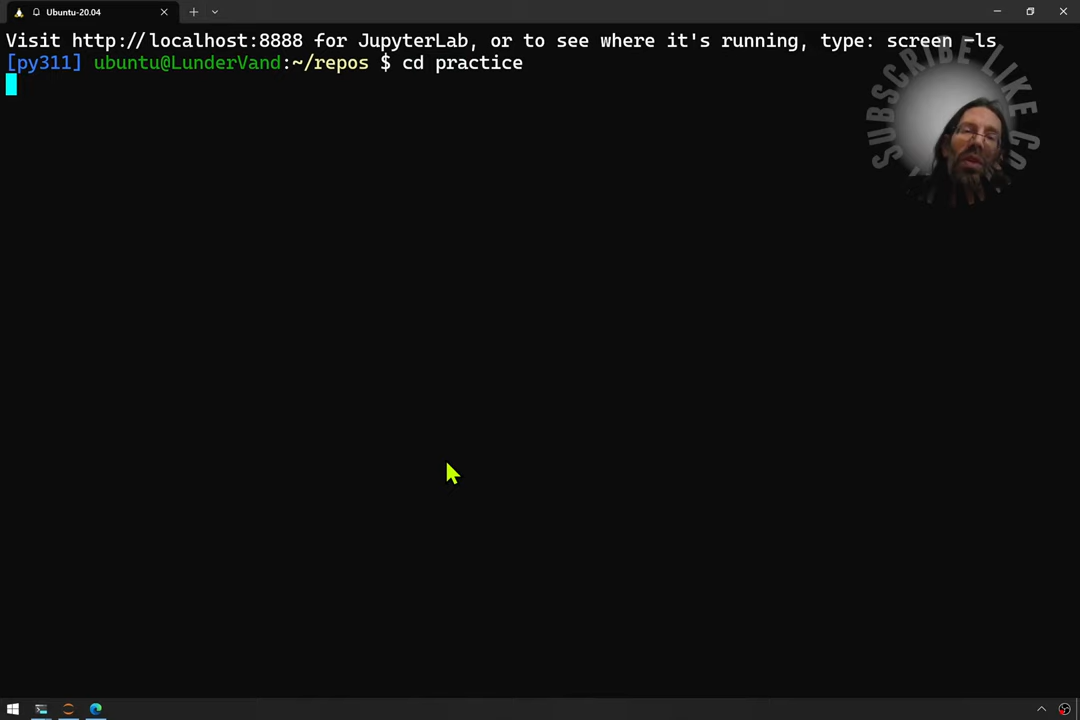 Ubuntu-20.04
Visit http://localhost:8888 for JupyterLab, or to see where it's running, type: screen -ls
[py311] ubuntu@LunderVand:~/repos $ cd practice
SUBSCRIBE LIKE CO